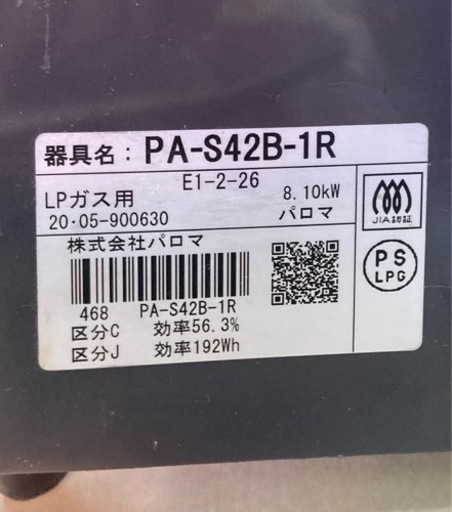 器具名：PA-S42B-1R
E1-2-26
LPガス用 8.10kW
20・05-900630 パロマ
株式会社パロマ
468 PA-S42B-1R
区分C 効率56.3%
区分J 効率192Wh
JIA認証
PS
LPG